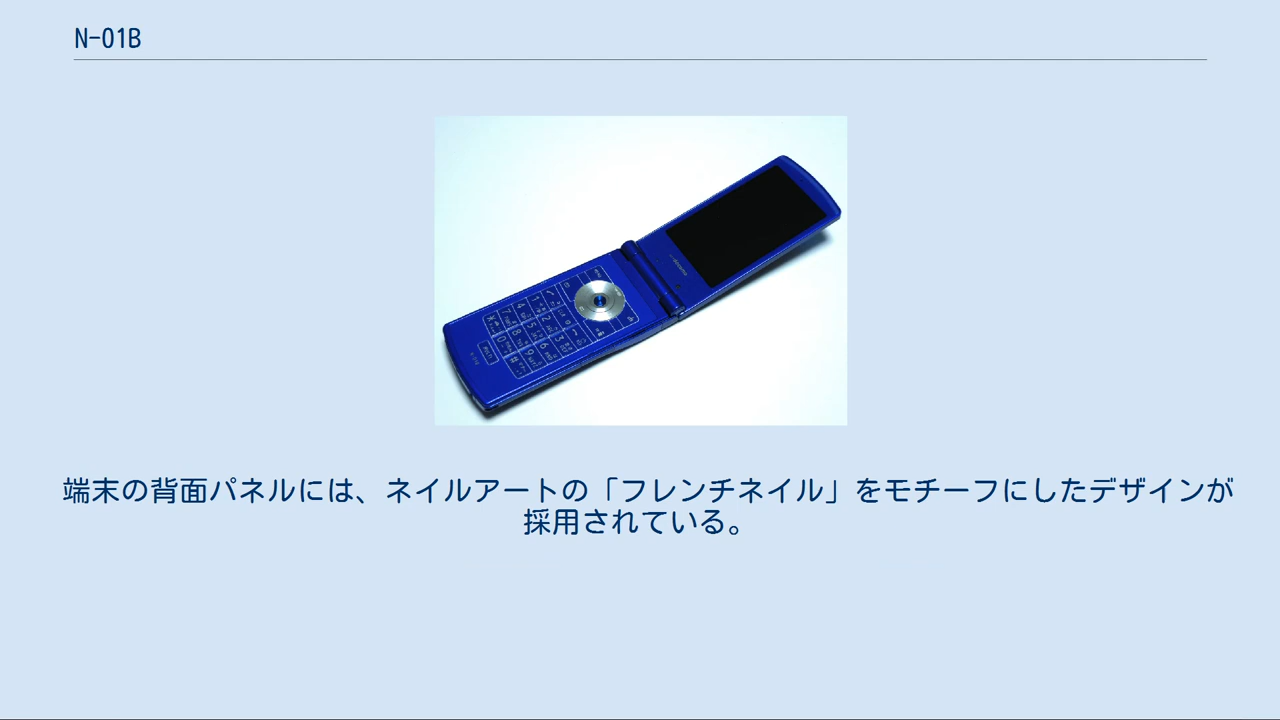 N-01B
端末の背面パネルには、ネイルアートの「フレンチネイル」をモチーフにしたデザインが
採用されている。